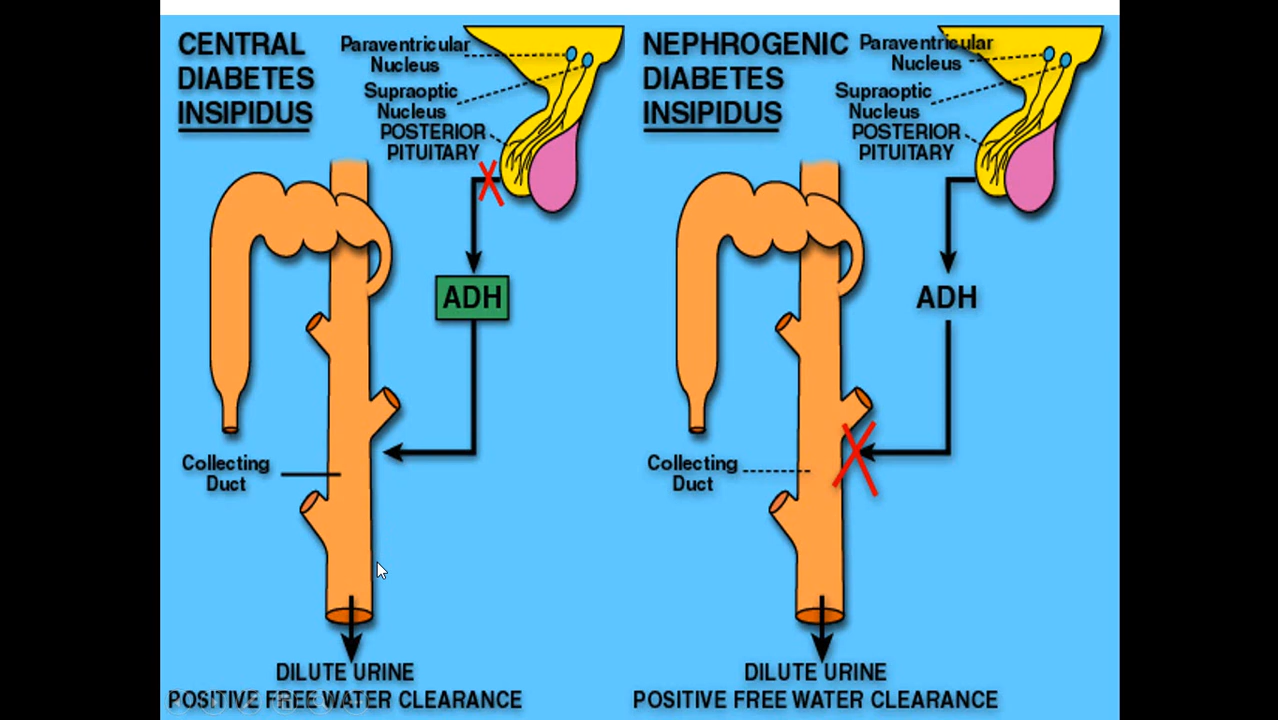 CENTRAL
DIABETES
INSIPIDUS
Paraventricular
Nucleus
Supraoptic
Nucleus
POSTERIOR
PITUITARY
ADH
Collecting
Duct
DILUTE URINE
POSITIVE FREE WATER CLEARANCE
NEPHROGENIC
DIABETES
INSIPIDUS
Paraventricular
Nucleus
Supraoptic
Nucleus
POSTERIOR
PITUITARY
ADH
Collecting
Duct
DILUTE URINE
POSITIVE FREE WATER CLEARANCE